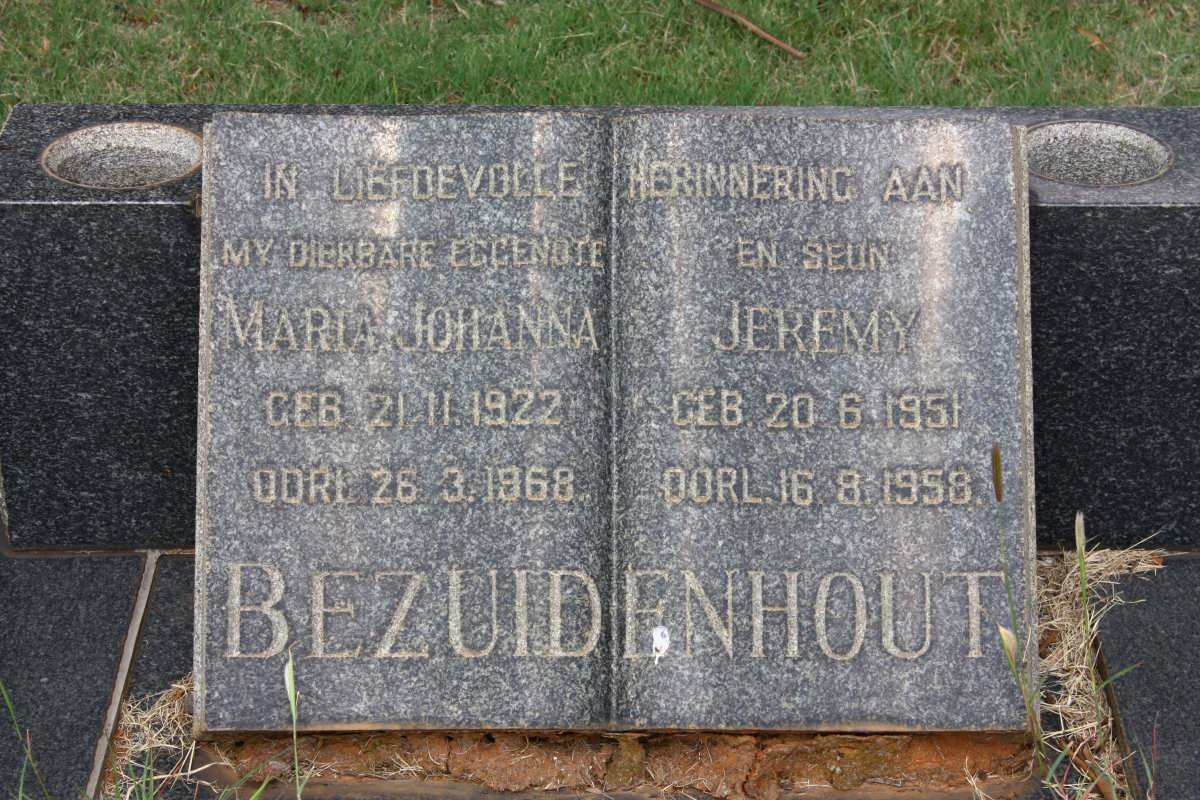 IN LIEFDEVOLLE HERINNERING AAN
MY DIERBARE EGGENOTE
MARIA JOHANNA
GEB. 21.11.1922
OORL. 26.3.1968.
EN SEUN
JEREMY
GEB. 20.6.1951
OORL. 16.8.1958.
BEZUIDENHOUT